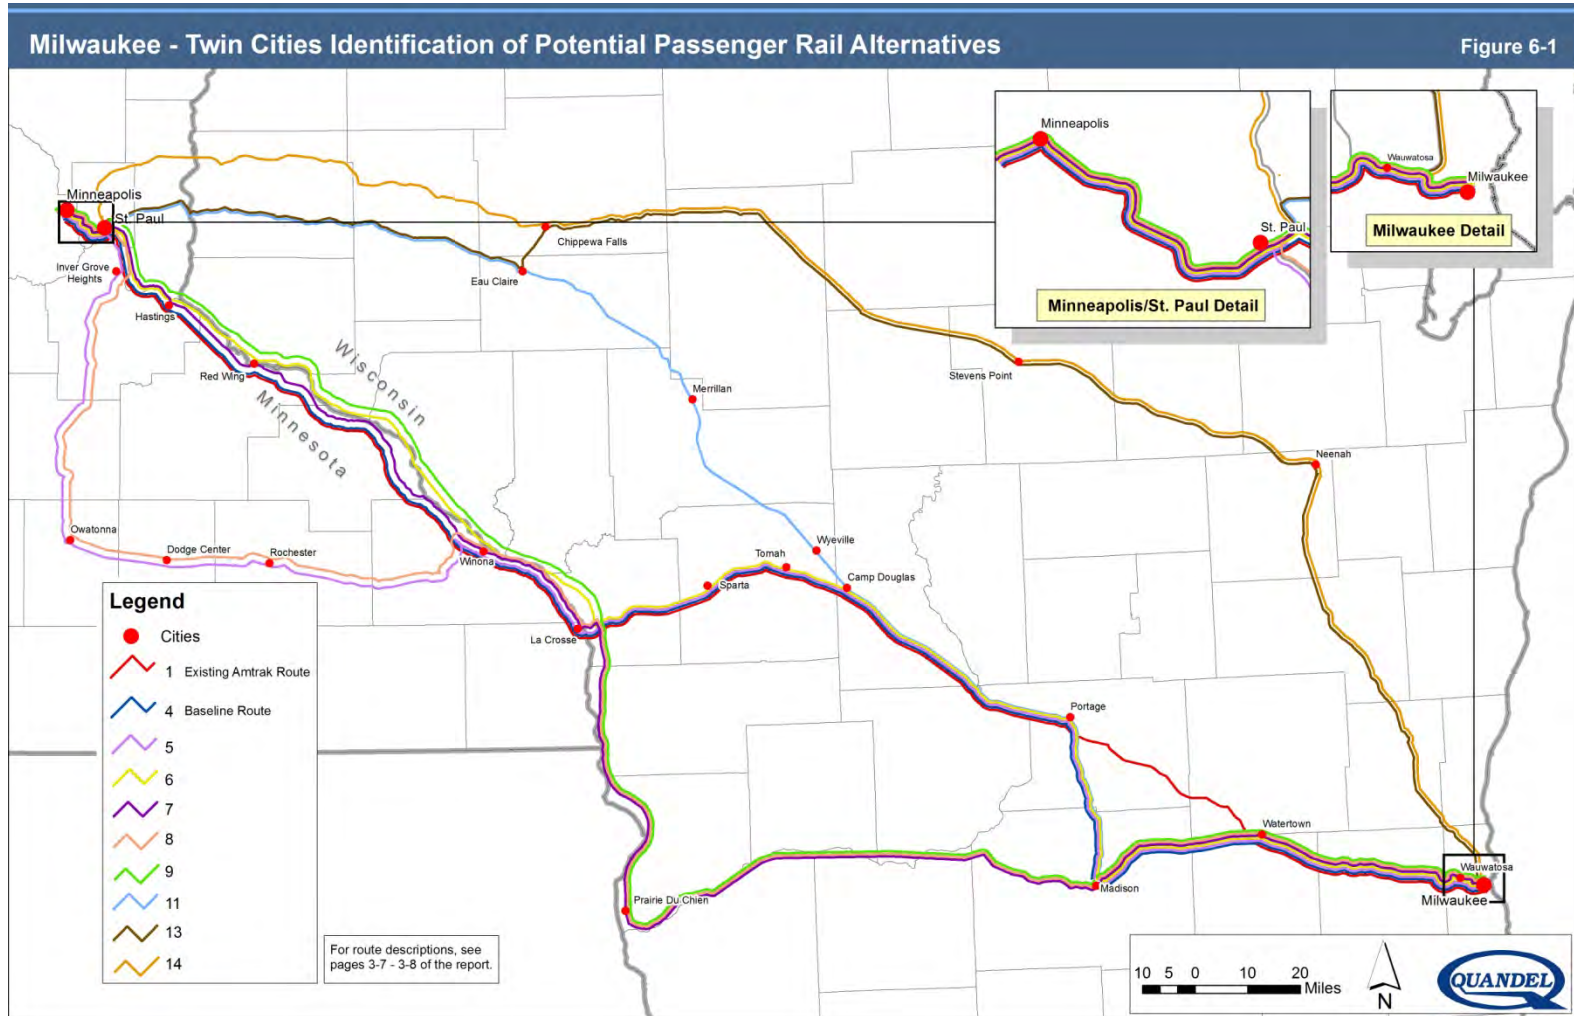 Milwaukee - Twin Cities Identification of Potential Passenger Rail Alternatives
Figure 6-1
Minneapolis
St. Paul
Minneapolis/St. Paul Detail
Wauwatosa
Milwaukee
Milwaukee Detail
Minneapolis
St. Paul
Inver Grove
Heights
Hastings
Red Wing
Wisconsin
Minnesota
Chippewa Falls
Eau Claire
Merrillan
Stevens Point
Neenah
Owatonna
Dodge Center
Rochester
Winona
La Crosse
Sparta
Tomah
Wyeville
Camp Douglas
Portage
Watertown
Madison
Prairie Du Chien
Wauwatosa
Milwaukee
Legend
Cities
1 Existing Amtrak Route
4 Baseline Route
5
6
7
8
9
11
13
14
For route descriptions, see
pages 3-7 - 3-8 of the report.
10 5 0 10 20
Miles
N
QUANDEL